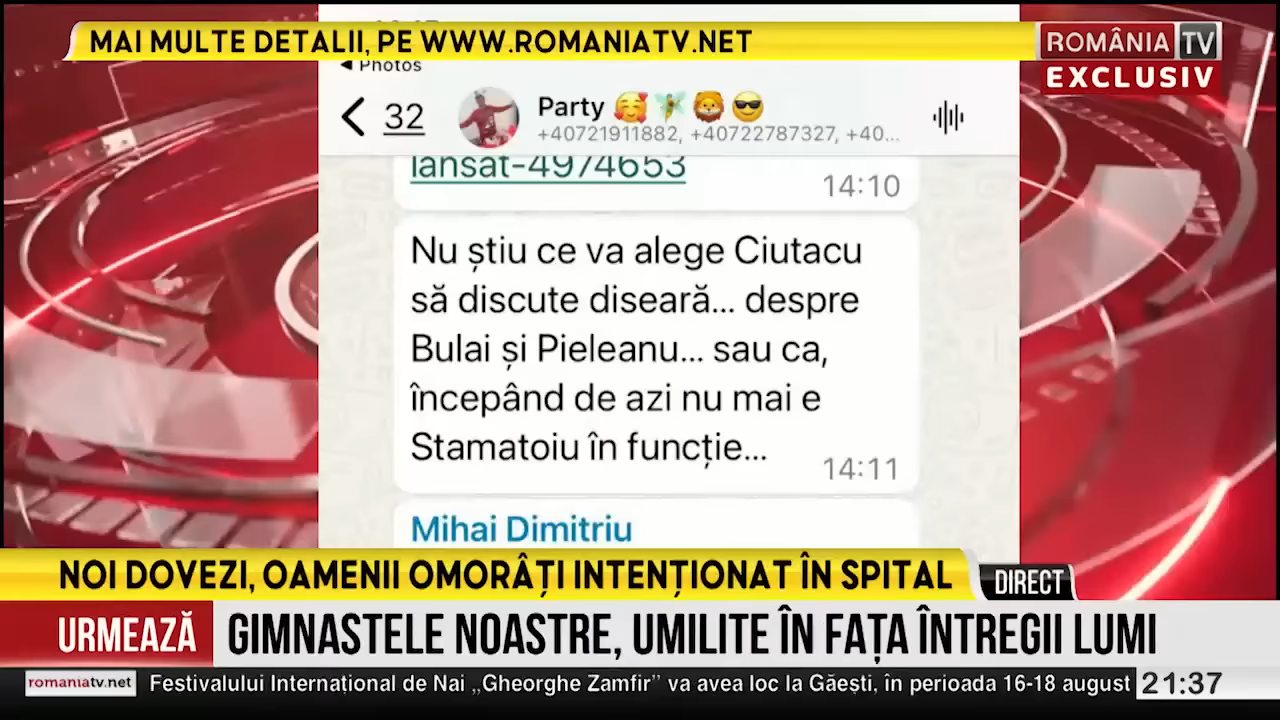 MAI MULTE DETALII, PE WWW.ROMANIATV.NET
ROMÂNIA TV
EXCLUSIV
Photos
32
Party
+40721911882, +40722787327, +40...
lansat-4974653
14:10
Nu știu ce va alege Ciutacu
să discute diseară... despre
Bulai și Pieleanu... sau ca,
începând de azi nu mai e
Stamatoiu în funcție...
14:11
Mihai Dimitriu
NOI DOVEZI, OAMENII OMORÂȚI INTENȚIONAT ÎN SPITAL
DIRECT
URMEAZĂ
GIMNASTELE NOASTRE, UMILITE ÎN FAȚA ÎNTREGII LUMI
romaniatv.net
Festivalului Internațional de Nai „Gheorghe Zamfir” va avea loc la Găești, în perioada 16-18 august
21:37